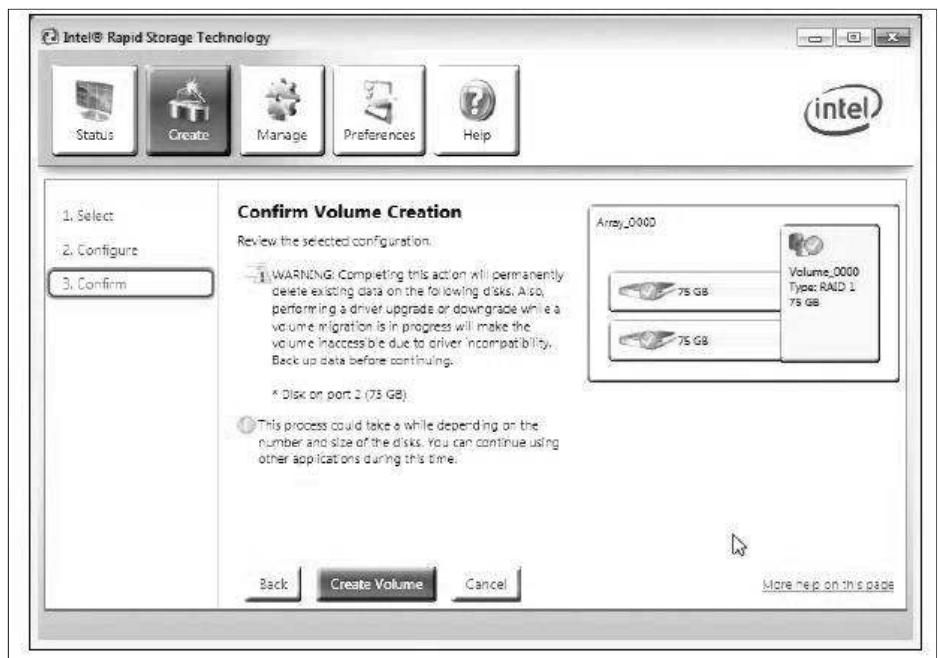 Intel® Rapid Storage Technology
Status
Create
Manage
Preferences
Help
intel
1. Select
2. Configure
3. Confirm
Confirm Volume Creation
Review the selected configuration.
WARNING: Completing this action will permanently
delete existing data on the following disks. Also,
performing a driver upgrade or downgrade while a
volume migration is in progress will make the
volume inaccessible due to driver incompatibility.
Back up data before continuing.
* Disk on port 2 (75 GB)
This process could take a while depending on the
number and size of the disks. You can continue using
other applications during this time.
Array_0000
75 GB
75 GB
Volume_0000
Type: RAID 1
75 GB
Back
Create Volume
Cancel
More help on this page